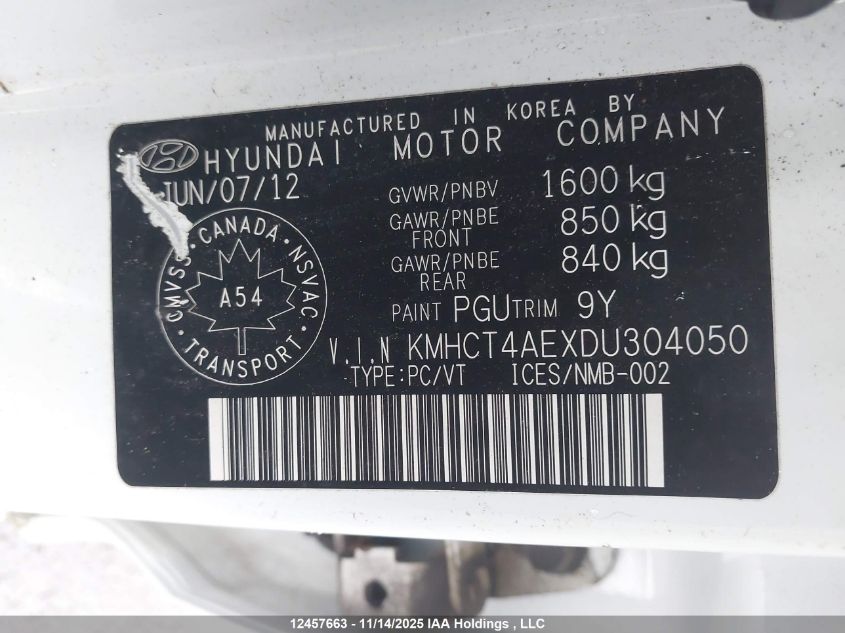 MANUFACTURED IN KOREA BY
HYUNDAI MOTOR COMPANY
JUN/07/12
GVWR/PNBV 1600 kg
GAWR/PNBE FRONT 850 kg
GAWR/PNBE REAR 840 kg
PAINT PGU TRIM 9Y
CMVSS · CANADA · NSVAC
A54
TRANSPORT
V.I.N KMHCT4AEXDU304050
TYPE:PC/VT ICES/NMB-002
12457663 - 11/14/2025 IAA Holdings , LLC